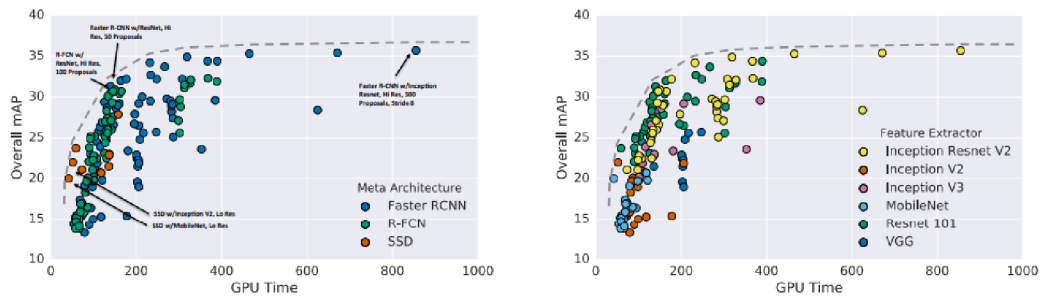 40
35
30
25
20
15
10
Overall mAP
0
200
400
600
800
1000
GPU Time
Faster R-CNN w/ResNet, Hi
Res, 50 Proposals
R-FCN w/
ResNet, Hi Res,
100 Proposals
Faster R-CNN w/Inception
Resnet, Hi Res, 300
Proposals, Stride:8
SSD w/Inception V2, Lo Res
SSD w/MobileNet, Lo Res
Meta Architecture
Faster RCNN
R-FCN
SSD
40
35
30
25
20
15
10
Overall mAP
0
200
400
600
800
1000
GPU Time
Feature Extractor
Inception Resnet V2
Inception V2
Inception V3
MobileNet
Resnet 101
VGG